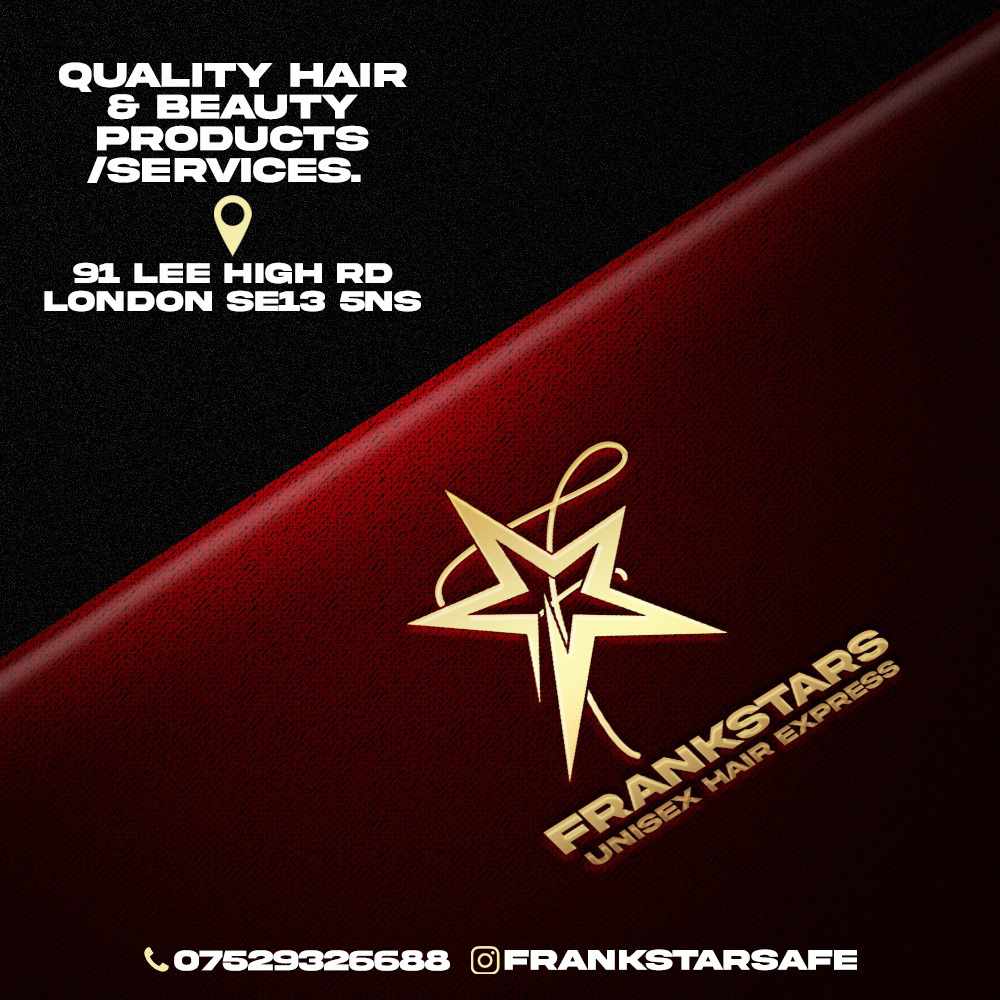 QUALITY HAIR
& BEAUTY
PRODUCTS
/SERVICES.
91 LEE HIGH RD
LONDON SE13 5NS
FRANKSTARS
UNISEX HAIR EXPRESS
07529326688 FRANKSTARSAFE